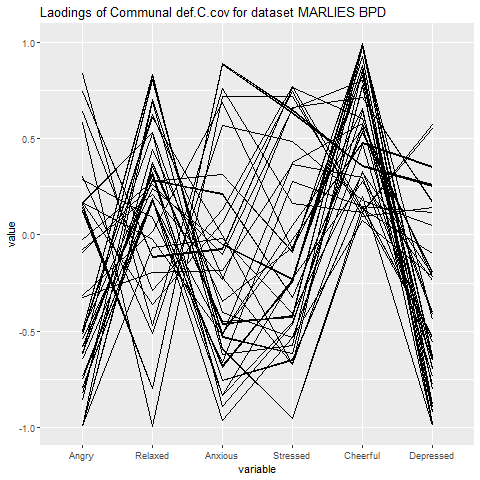 Laodings of Communal def.C.cov for dataset MARLIES BPD
1.0
0.5
0.0
-0.5
-1.0
value
Angry Relaxed Anxious Stressed Cheerful Depressed
variable